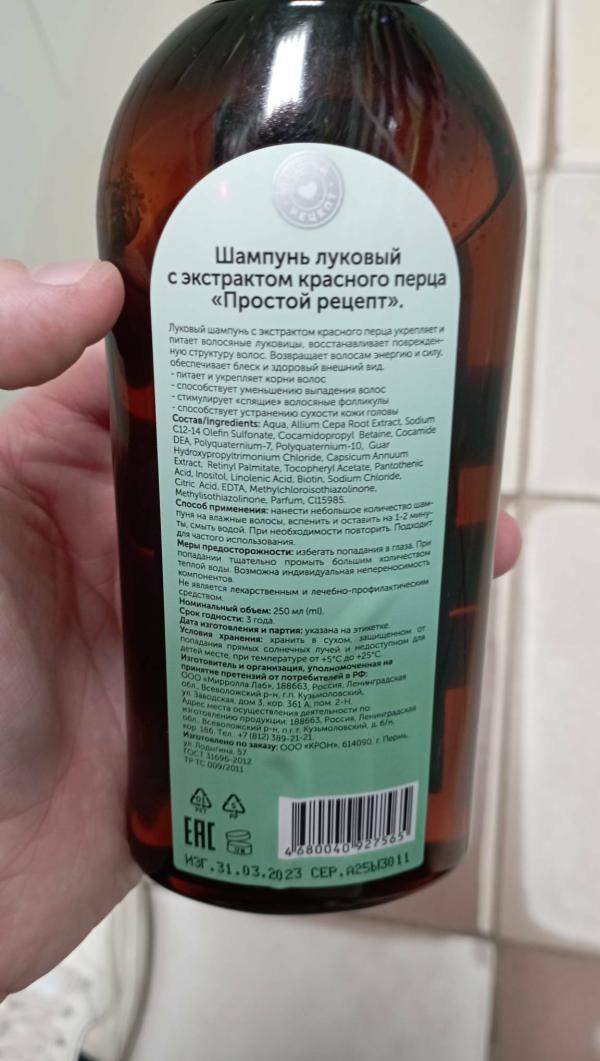 РЕЦЕПТ
Шампунь луковый
с экстрактом красного перца
«Простой рецепт».
Луковый шампунь с экстрактом красного перца укрепляет и
питает волосяные луковицы, восстанавливает поврежден-
ную структуру волос. Возвращает волосам энергию и силу,
обеспечивает блеск и здоровый внешний вид.
- питает и укрепляет корни волос
- способствует уменьшению выпадения волос
- стимулирует «спящие» волосяные фолликулы
- способствует устранению сухости кожи головы
Состав/Ingredients: Aqua, Allium Cepa Root Extract, Sodium
C12-14 Olefin Sulfonate, Cocamidopropyl Betaine, Cocamide
DEA, Polyquaternium-7, Polyquaternium-10, Guar
Hydroxypropyltrimonium Chloride, Capsicum Annuum
Extract, Retinyl Palmitate, Tocopheryl Acetate, Pantothenic
Acid, Inositol, Linolenic Acid, Biotin, Sodium Chloride,
Citric Acid, EDTA, Methylchloroisothiazolinone,
Methylisothiazolinone, Parfum, CI15985.
Способ применения: нанести небольшое количество шам-
пуня на влажные волосы, вспенить и оставить на 1-2 мину-
ты, смыть водой. При необходимости повторить. Подходит
для частого использования.
Меры предосторожности: избегать попадания в глаза. При
попадании тщательно промыть большим количеством
теплой воды. Возможна индивидуальная непереносимость
компонентов.
Не является лекарственным и лечебно-профилактическим
средством.
Номинальный объем: 250 мл (ml).
Срок годности: 3 года.
Дата изготовления и партия: указана на этикетке.
Условия хранения: хранить в сухом, защищенном от
попадания прямых солнечных лучей и недоступном для
детей месте, при температуре от +5°C до +25°C.
Изготовитель и организация, уполномоченная на
принятие претензий от потребителей в РФ:
ООО «Мирролла Лаб», 188663, Россия, Ленинградская
обл., Всеволожский р-н, г.п. Кузьмоловский,
ул. Заводская, дом 3, кор. 361 А, пом. 2-Н.
Адрес места осуществления деятельности по
изготовлению продукции: 188663, Россия, Ленинградская
обл., Всеволожский р-н, п.г.т. Кузьмоловский, д. б/н,
кор. 186. Тел.: +7 (812) 389-21-21.
Изготовлено по заказу: ООО «КРОН», 614090, г. Пермь,
ул. Лодыгина, 57.
ГОСТ 31696-2012
ТР ТС 009/2011
PET
5
PP
EAC
4 680040 927565
ИЗГ.31.03.2023 СЕР.А25Ы3011